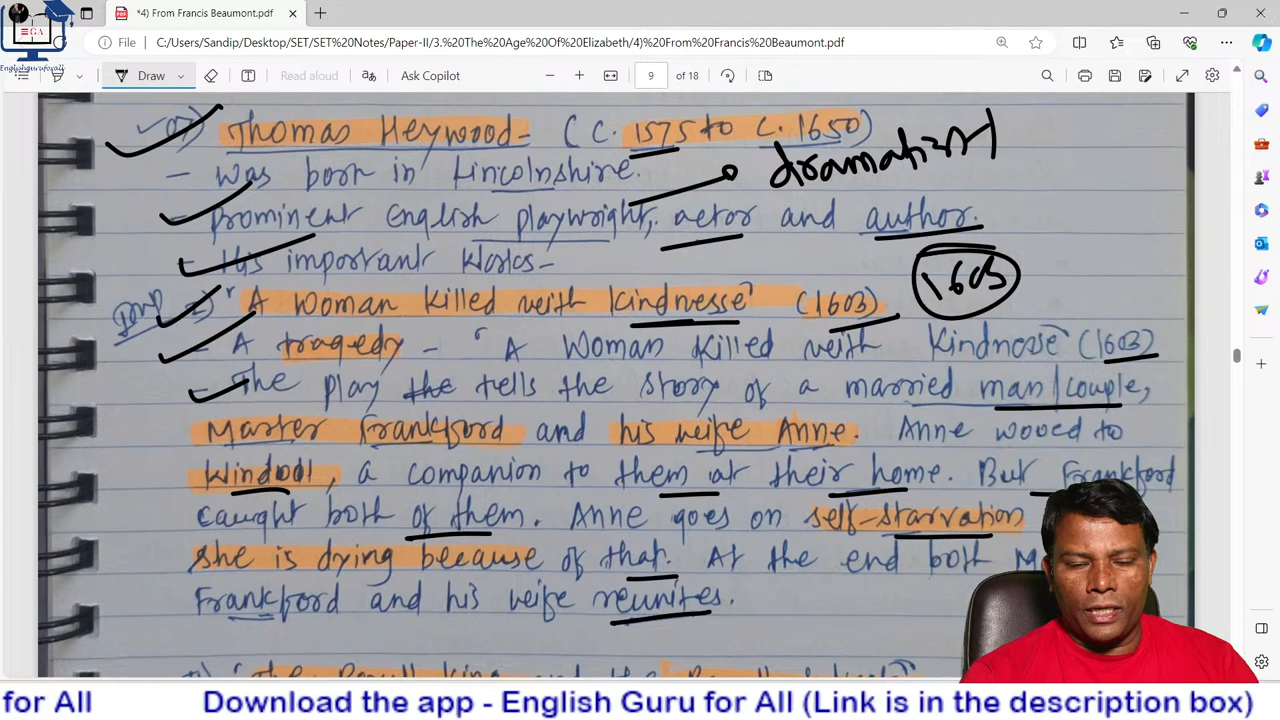 EGA
Englishguruforall
*4) From Francis Beaumont.pdf
File C:/Users/Sandip/Desktop/SET/SET%20Notes/Paper-II/3.%20The%20Age%20Of%20Elizabeth/4)%20From%20Francis%20Beaumont.pdf
Draw Read aloud Ask Copilot 9 of 18
Thomas Heywood- (C. 1575 to C. 1650)
dramatist
- Was born in Lincolnshire.
- Prominent English playwright, actor and author.
- His important Works-
1603
Imp I) "A Woman Killed with Kindnesse" (1603)
- A tragedy - "A Woman Killed with Kindnesse" (1603)
- The play the tells the story of a married man/couple,
Master Frankford and his wife Anne. Anne wooed to
Windoll, a companion to them at their home. But Frankford
caught both of them. Anne goes on self-starvation
she is dying because of that. At the end both
Frankford and his wife reunites.
for All Download the app - English Guru for All (Link is in the description box)